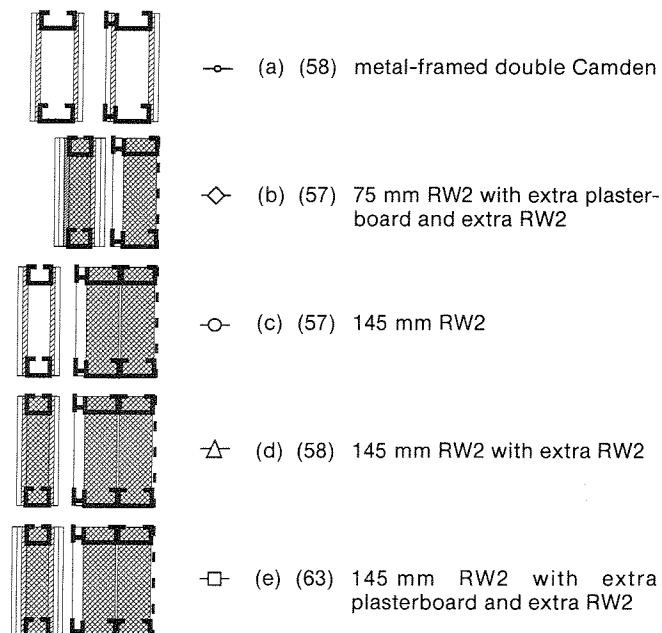 (a) (58) metal-framed double Camden
(b) (57) 75 mm RW2 with extra plaster-
board and extra RW2
(c) (57) 145 mm RW2
(d) (58) 145 mm RW2 with extra RW2
(e) (63) 145 mm RW2 with extra
plasterboard and extra RW2